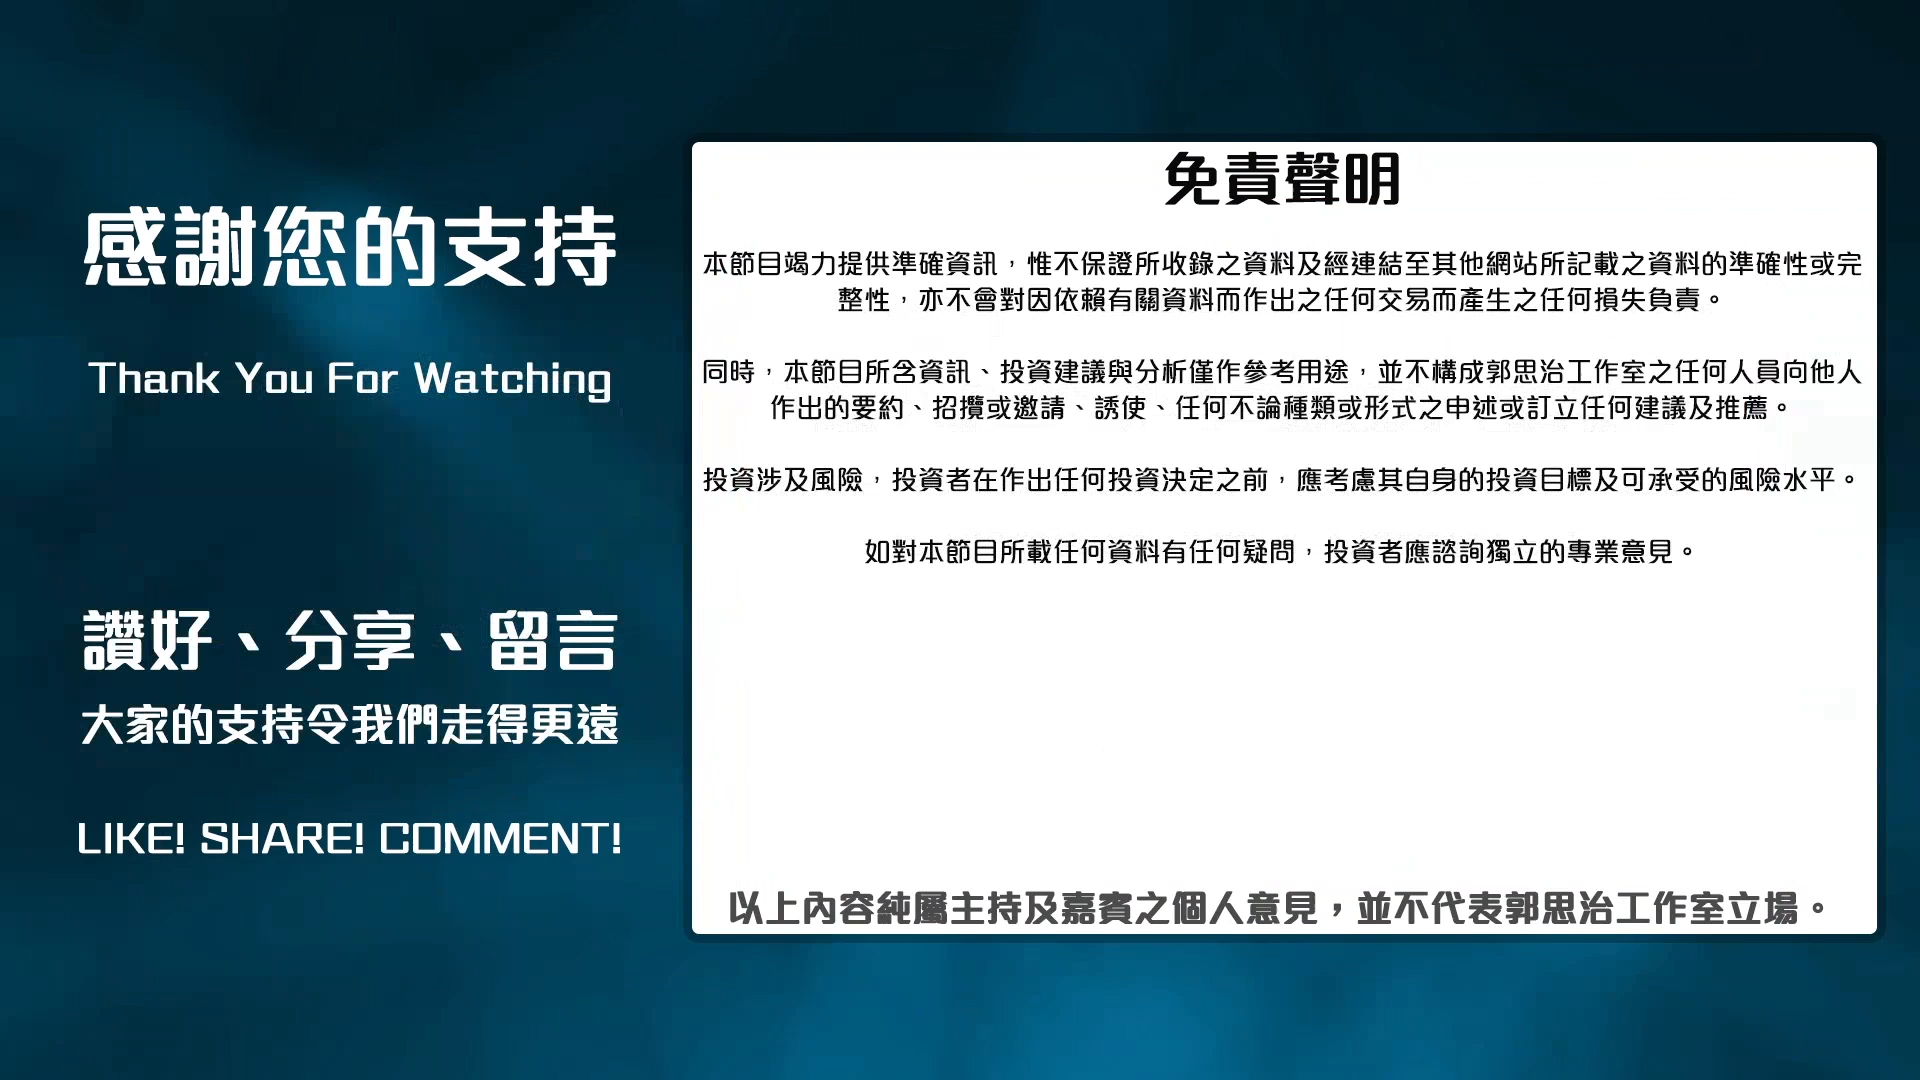 感謝您的支持
Thank You For Watching
讚好、分享、留言
大家的支持令我們走得更遠
LIKE! SHARE! COMMENT!
免責聲明
本節目竭力提供準確資訊，惟不保證所收錄之資料及經連結至其他網站所記載之資料的準確性或完
整性，亦不會對因依賴有關資料而作出之任何交易而產生之任何損失負責。
同時，本節目所含資訊、投資建議與分析僅作參考用途，並不構成郭思治工作室之任何人員向他人
作出的要約、招攬或邀請、誘使、任何不論種類或形式之申述或訂立任何建議及推薦。
投資涉及風險，投資者在作出任何投資決定之前，應考慮其自身的投資目標及可承受的風險水平。
如對本節目所載任何資料有任何疑問，投資者應諮詢獨立的專業意見。
以上內容純屬主持及嘉賓之個人意見，並不代表郭思治工作室立場。